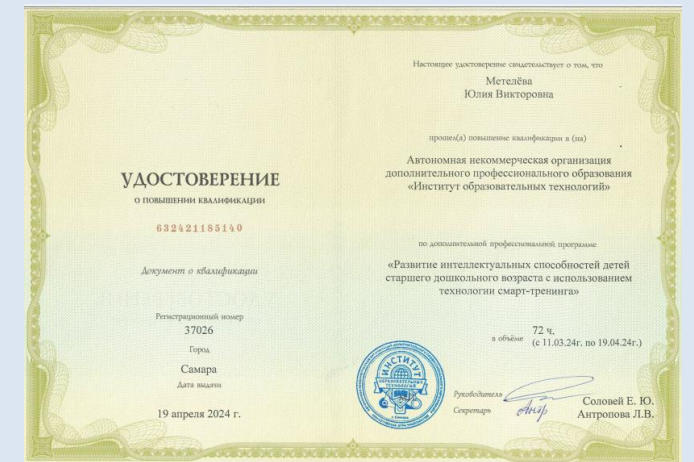 УДОСТОВЕРЕНИЕ
О ПОВЫШЕНИИ КВАЛИФИКАЦИИ
632421185140
Документ о квалификации
Регистрационный номер
37026
Город
Самара
Дата выдачи
19 апреля 2024 г.
Настоящее удостоверение свидетельствует о том, что
Метелёва
Юлия Викторовна
прошел(а) повышение квалификации в (на)
Автономная некоммерческая организация
дополнительного профессионального образования
«Институт образовательных технологий»
по дополнительной профессиональной программе
«Развитие интеллектуальных способностей детей
старшего дошкольного возраста с использованием
технологии смарт-тренинга»
в объёме 72 ч.
(с 11.03.24г. по 19.04.24г.)
ИНСТИТУТ
ОБРАЗОВАТЕЛЬНЫХ
ТЕХНОЛОГИЙ
Руководитель Соловей Е. Ю.
Секретарь Антропова Л.В.